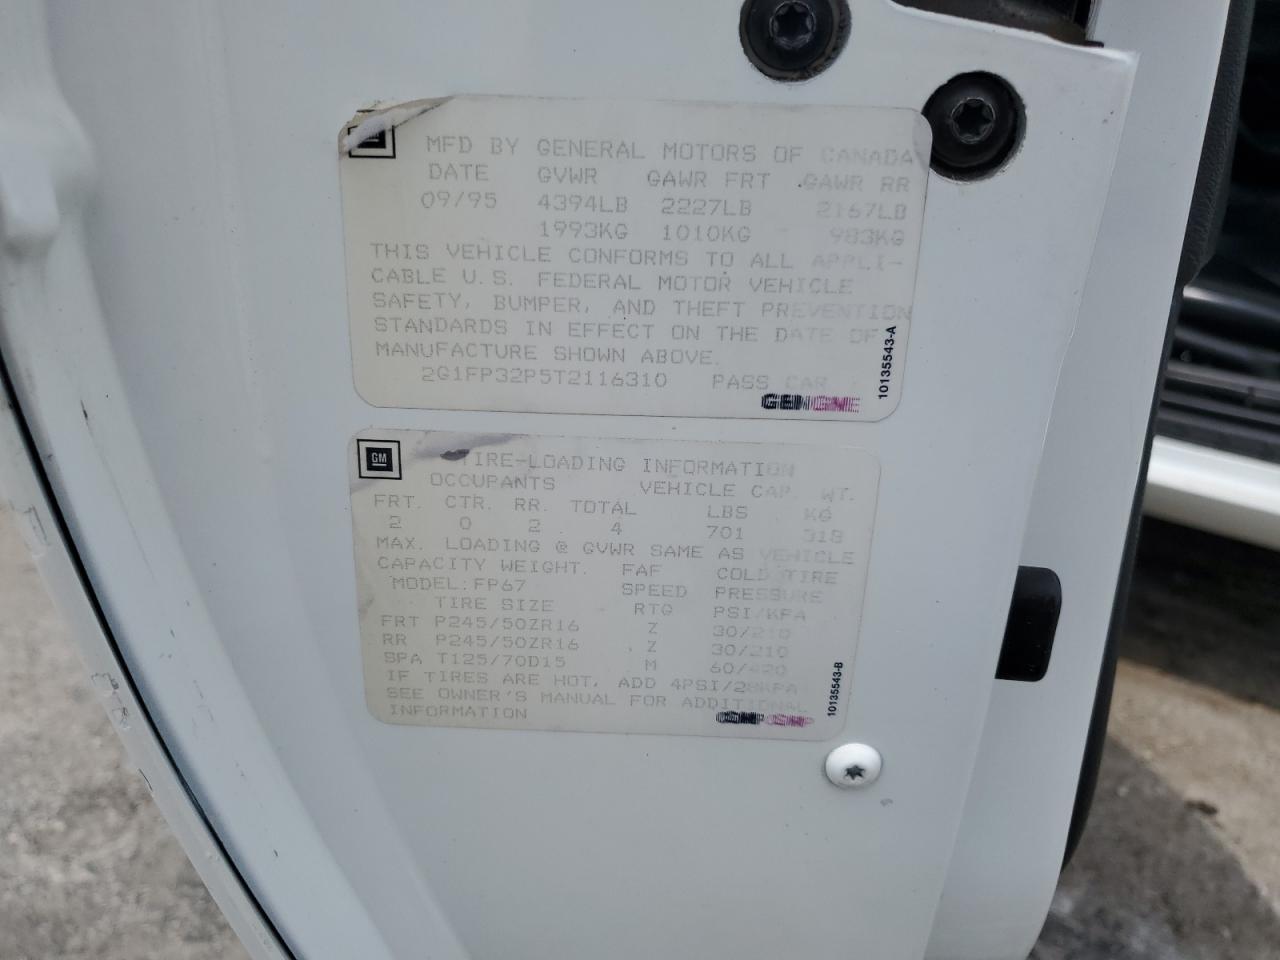 MFD BY GENERAL MOTORS OF CANADA
DATE GVWR GAWR FRT GAWR RR
09/95 4394LB 2227LB 2167LB
1993KG 1010KG 983KG
THIS VEHICLE CONFORMS TO ALL APPLI-
CABLE U.S. FEDERAL MOTOR VEHICLE
SAFETY, BUMPER, AND THEFT PREVENTION
STANDARDS IN EFFECT ON THE DATE OF
MANUFACTURE SHOWN ABOVE.
2G1FP32P5T2116310 PASS CAR
10135543-A
GM
TIRE-LOADING INFORMATION
OCCUPANTS VEHICLE CAP. WT.
FRT. CTR. RR. TOTAL LBS KG
2 0 2 4 701 318
MAX. LOADING @ GVWR SAME AS VEHICLE
CAPACITY WEIGHT. FAF COLD TIRE
MODEL:FP67 SPEED PRESSURE
TIRE SIZE RTG PSI/KPA
FRT P245/50ZR16 Z 30/210
RR P245/50ZR16 Z 30/210
SPA T125/70D15 M 60/420
IF TIRES ARE HOT, ADD 4PSI/28KPA
SEE OWNER'S MANUAL FOR ADDITIONAL
INFORMATION
10135543-B